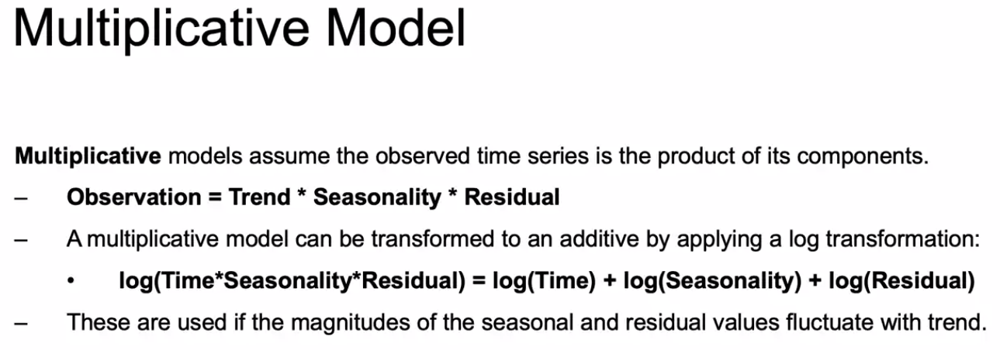 Multiplicative Model
Multiplicative models assume the observed time series is the product of its components.
– Observation = Trend * Seasonality * Residual
– A multiplicative model can be transformed to an additive by applying a log transformation:
• log(Time*Seasonality*Residual) = log(Time) + log(Seasonality) + log(Residual)
– These are used if the magnitudes of the seasonal and residual values fluctuate with trend.